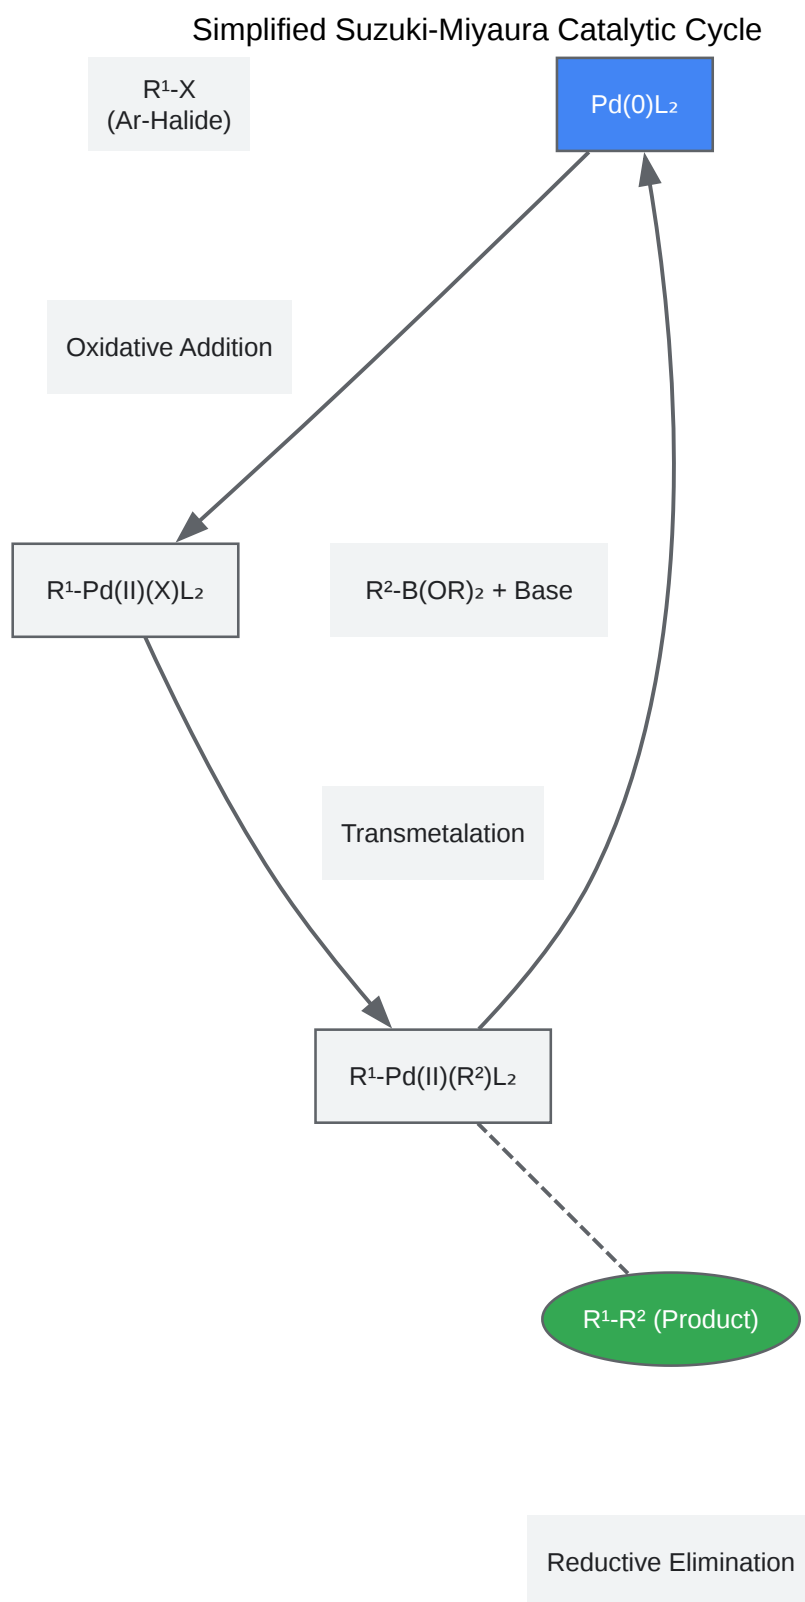 Simplified Suzuki-Miyaura Catalytic Cycle
R¹-X
(Ar-Halide)
Pd(0)L₂
Oxidative Addition
R¹-Pd(II)(X)L₂
R²-B(OR)₂ + Base
Transmetalation
R¹-Pd(II)(R²)L₂
R¹-R² (Product)
Reductive Elimination